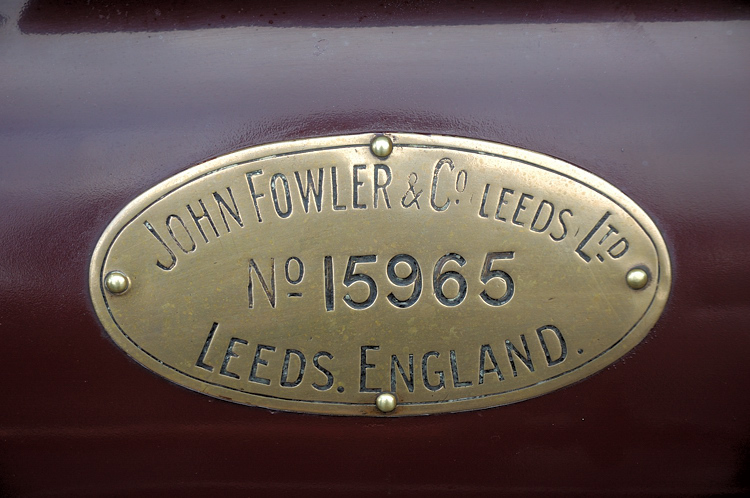 JOHN FOWLER & Cº LEEDS LTD
Nº 15965
LEEDS. ENGLAND.